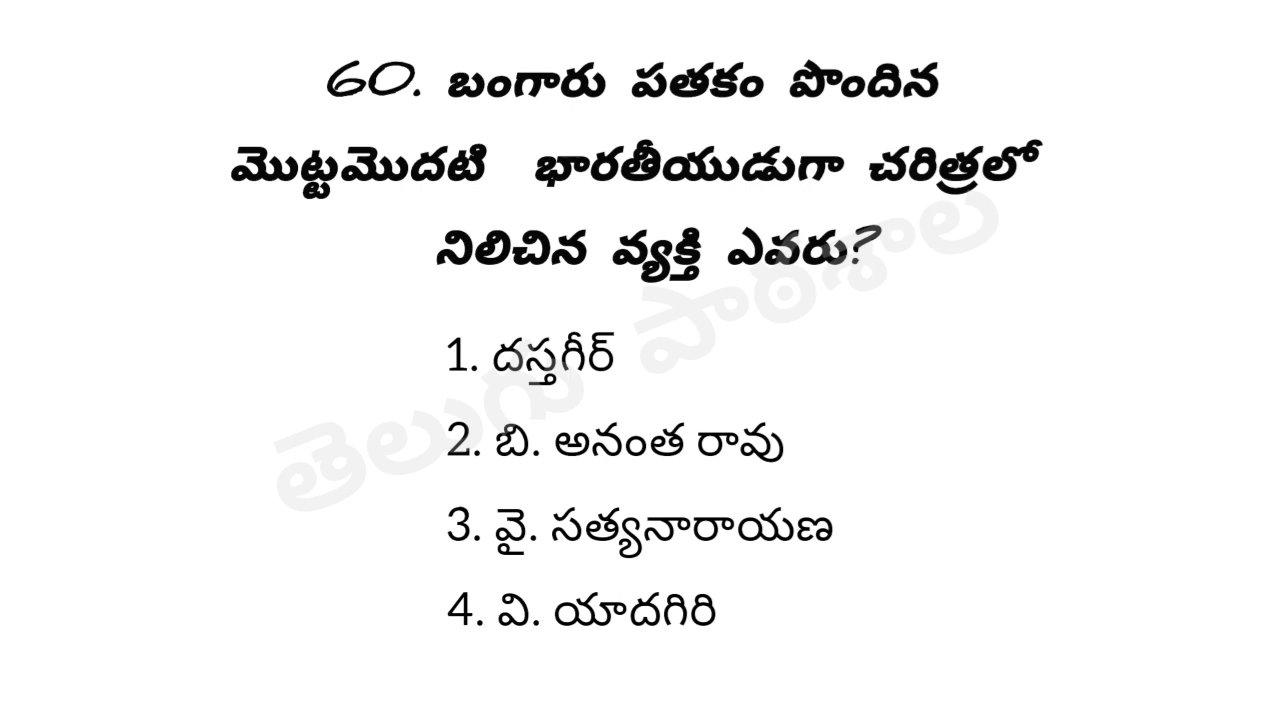 60. బంగారు పతకం పొందిన
మొట్టమొదటి భారతీయుడుగా చరిత్రలో
నిలిచిన వ్యక్తి ఎవరు?
తెలుగు పాఠశాల
1. దస్తగీర్
2. బి. అనంత రావు
3. వై. సత్యనారాయణ
4. వి. యాదగిరి